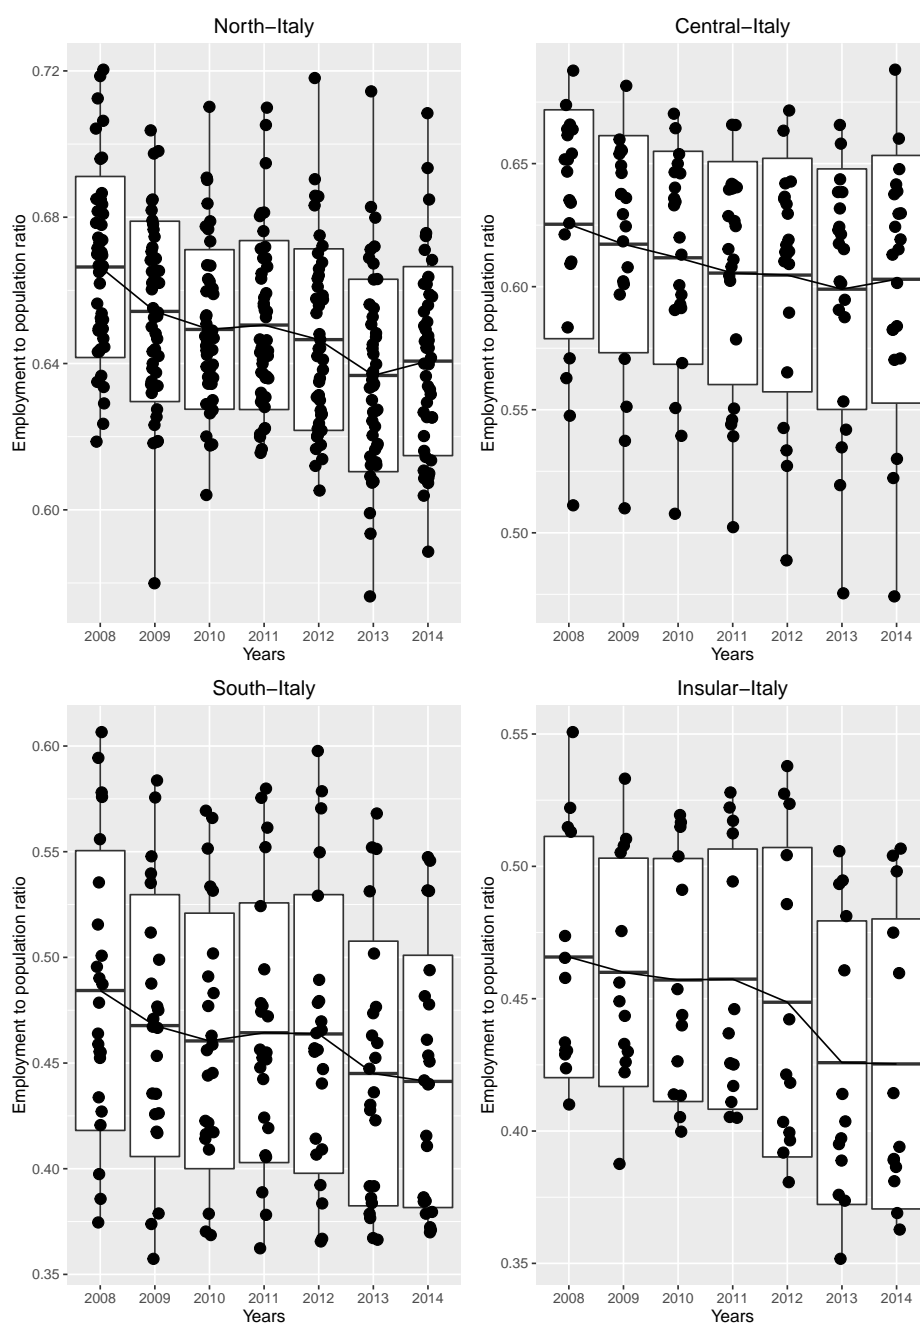 North−Italy
Employment to population ratio
0.72
0.68
0.64
0.60
2008 2009 2010 2011 2012 2013 2014
Years
Central−Italy
Employment to population ratio
0.65
0.60
0.55
0.50
2008 2009 2010 2011 2012 2013 2014
Years
South−Italy
Employment to population ratio
0.60
0.55
0.50
0.45
0.40
0.35
2008 2009 2010 2011 2012 2013 2014
Years
Insular−Italy
Employment to population ratio
0.55
0.50
0.45
0.40
0.35
2008 2009 2010 2011 2012 2013 2014
Years